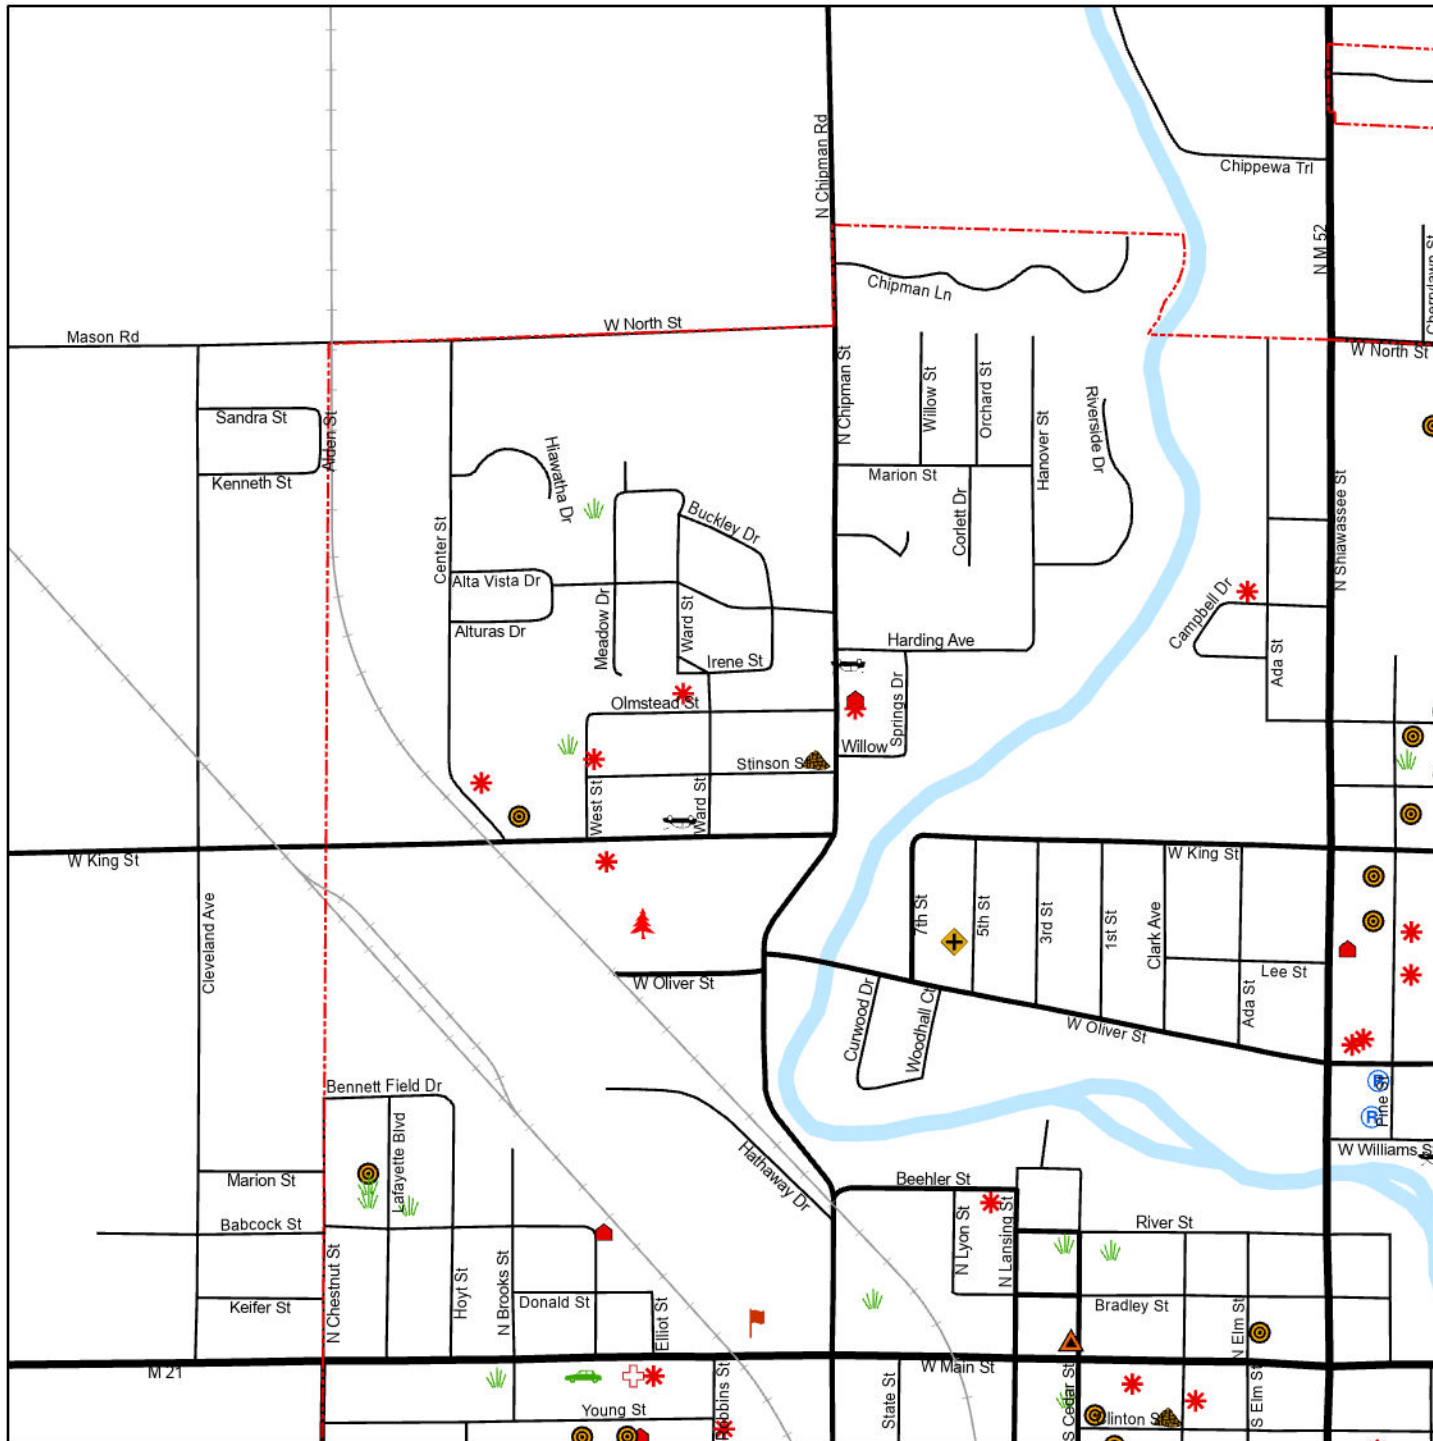 N Chipman Rd
Chippewa Trl
N M 52
Cherrylawn St
Chipman Ln
W North St
Mason Rd
W North St
Sandra St
Alden St
Kenneth St
N Chipman St
Willow St
Orchard St
Hanover St
Riverside Dr
Hiawatha Dr
Marion St
Buckley Dr
Corlett Dr
N Shiawassee St
Center St
Alta Vista Dr
Alturas Dr
Meadow Dr
Ward St
Irene St
Harding Ave
Campbell Dr
Ada St
Olmstead St
Springs Dr
Willow
Stinson St
West St
Ward St
W King St
W King St
Cleveland Ave
7th St
5th St
3rd St
1st St
Clark Ave
Lee St
Ada St
W Oliver St
Curwood Dr
Woodhall Ct
W Oliver St
Bennett Field Dr
Lafayette Blvd
Pine St
R
R
W Williams St
Hathaway Dr
Beehler St
Marion St
Babcock St
N Lyon St
N Lansing St
River St
N Chestnut St
Hoyt St
N Brooks St
Keifer St
Donald St
Elliot St
Bradley St
N Elm St
M 21
W Main St
Robbins St
State St
S Cedar St
S Elm St
Young St
Clinton St